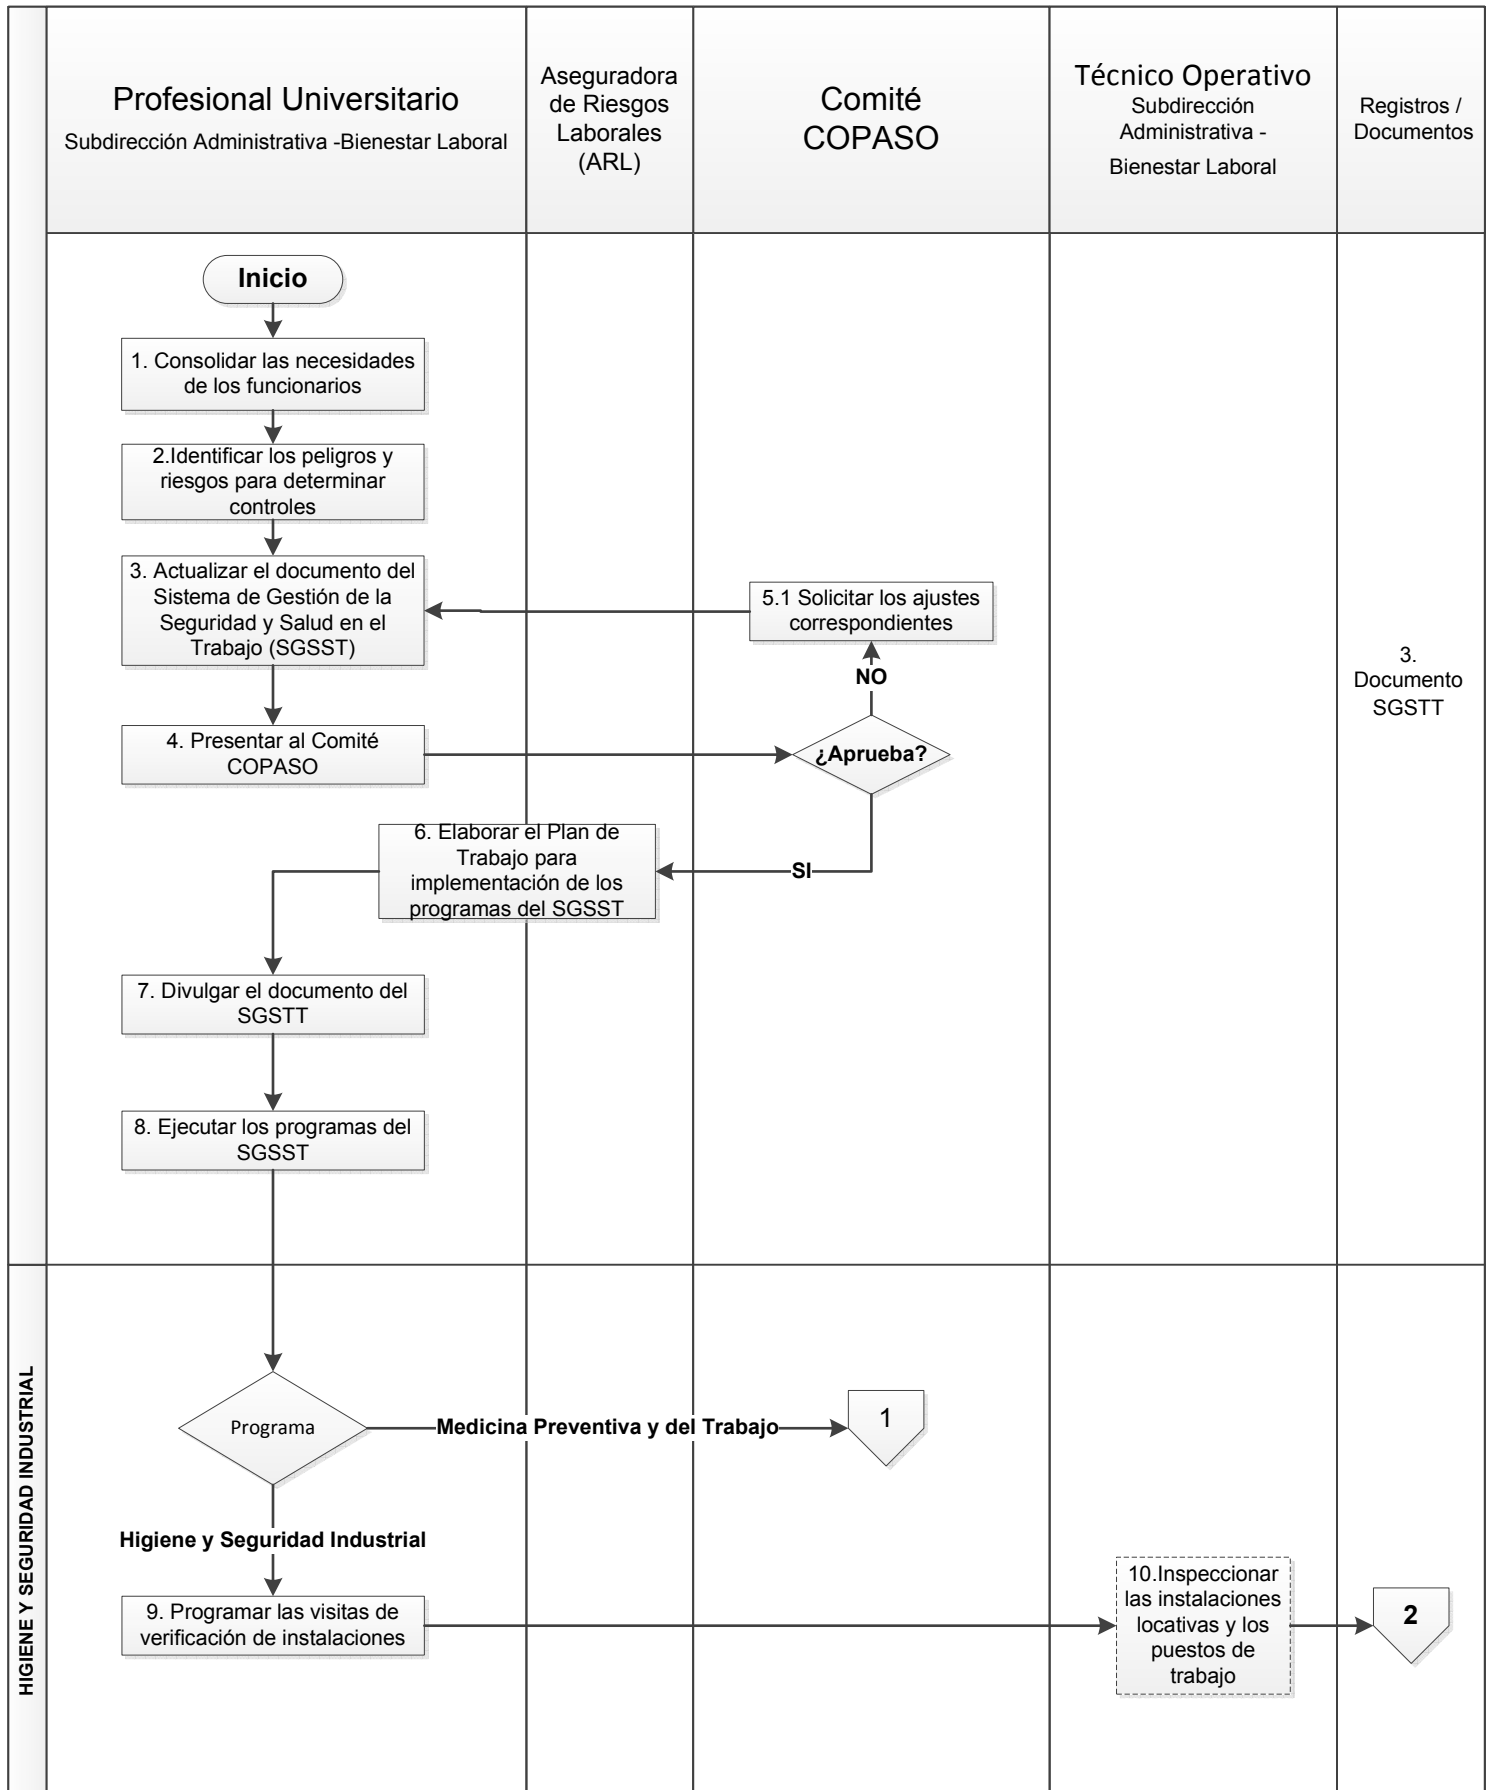 Profesional Universitario
Subdirección Administrativa -Bienestar Laboral
Aseguradora
de Riesgos
Laborales
(ARL)
Comité
COPASO
Técnico Operativo
Subdirección
Administrativa -
Bienestar Laboral
Registros /
Documentos
Inicio
1. Consolidar las necesidades
de los funcionarios
2.Identificar los peligros y
riesgos para determinar
controles
3. Actualizar el documento del
Sistema de Gestión de la
Seguridad y Salud en el
Trabajo (SGSST)
5.1 Solicitar los ajustes
correspondientes
NO
3.
Documento
SGSTT
4. Presentar al Comité
COPASO
¿Aprueba?
6. Elaborar el Plan de
Trabajo para
implementación de los
programas del SGSST
SI
7. Divulgar el documento del
SGSTT
8. Ejecutar los programas del
SGSST
HIGIENE Y SEGURIDAD INDUSTRIAL
Programa
Medicina Preventiva y del Trabajo
1
Higiene y Seguridad Industrial
9. Programar las visitas de
verificación de instalaciones
10.Inspeccionar
las instalaciones
locativas y los
puestos de
trabajo
2